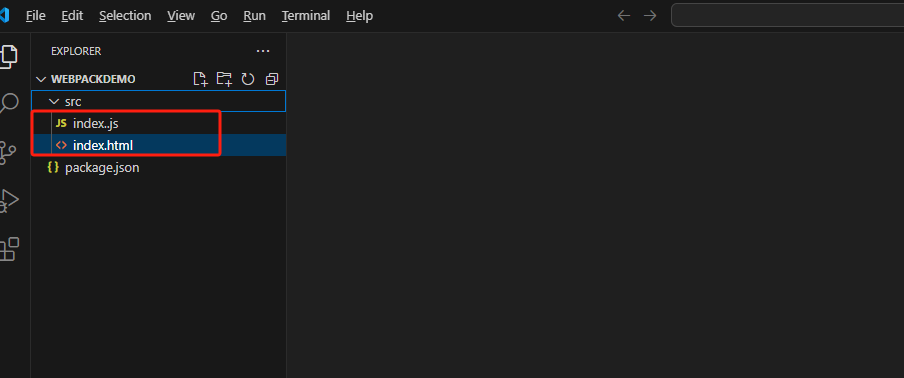 File Edit Selection View Go Run Terminal Help
EXPLORER
WEBPACKDEMO
src
JS index..js
index.html
package.json